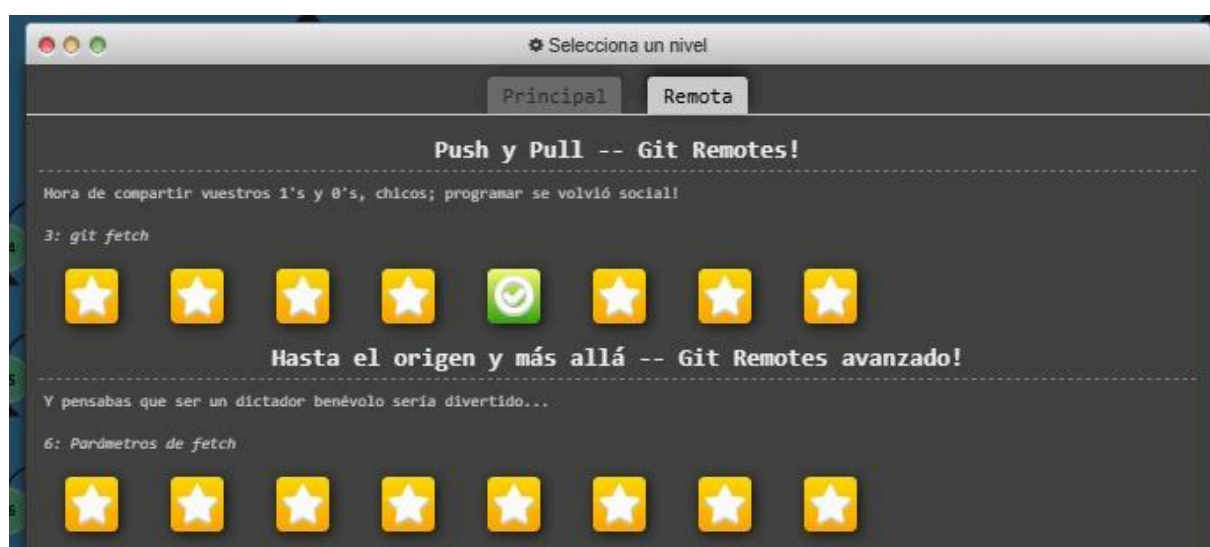 Selecciona un nivel
Principal Remota
Push y Pull -- Git Remotes!
Hora de compartir vuestros 1's y 0's, chicos; programar se volvió social!
3: git fetch
Hasta el origen y más allá -- Git Remotes avanzado!
Y pensabas que ser un dictador benévolo sería divertido...
6: Parámetros de fetch